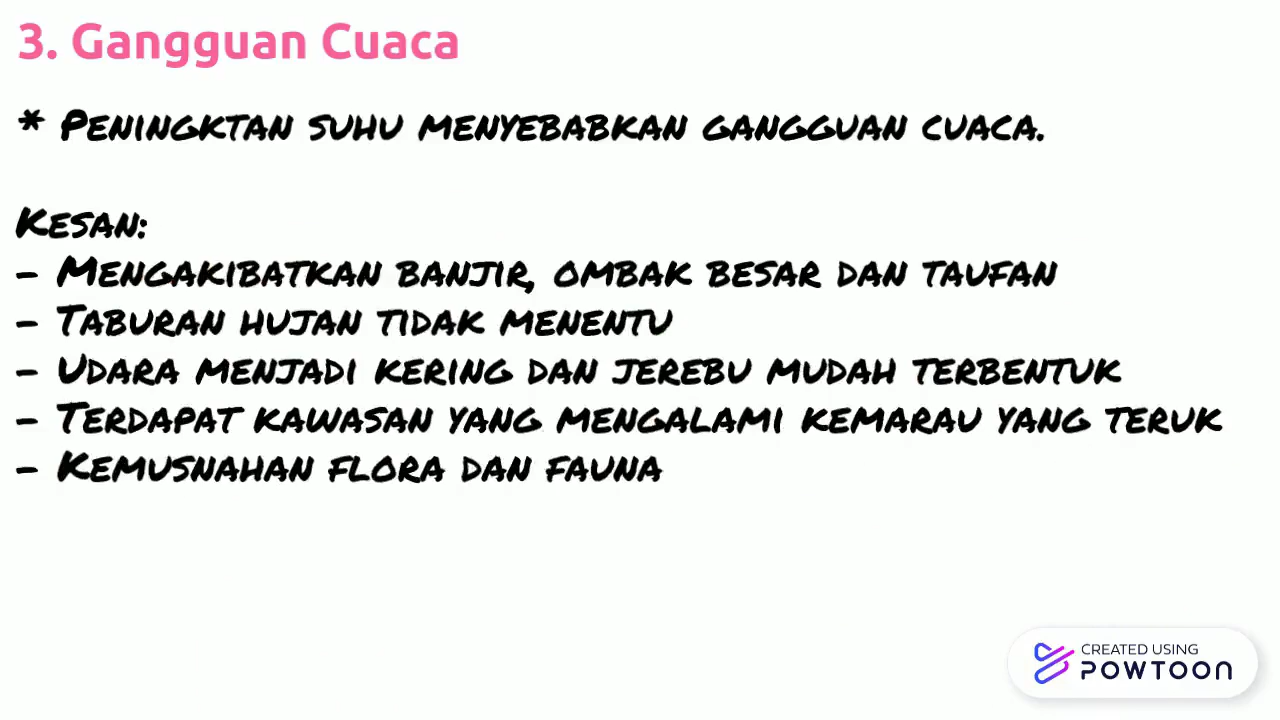 3. Gangguan Cuaca
* Peningktan suhu menyebabkan gangguan cuaca.
Kesan:
- Mengakibatkan banjir, ombak besar dan taufan
- Taburan hujan tidak menentu
- Udara menjadi kering dan jerebu mudah terbentuk
- Terdapat kawasan yang mengalami kemarau yang teruk
- Kemusnahan flora dan fauna
CREATED USING
POWTOON